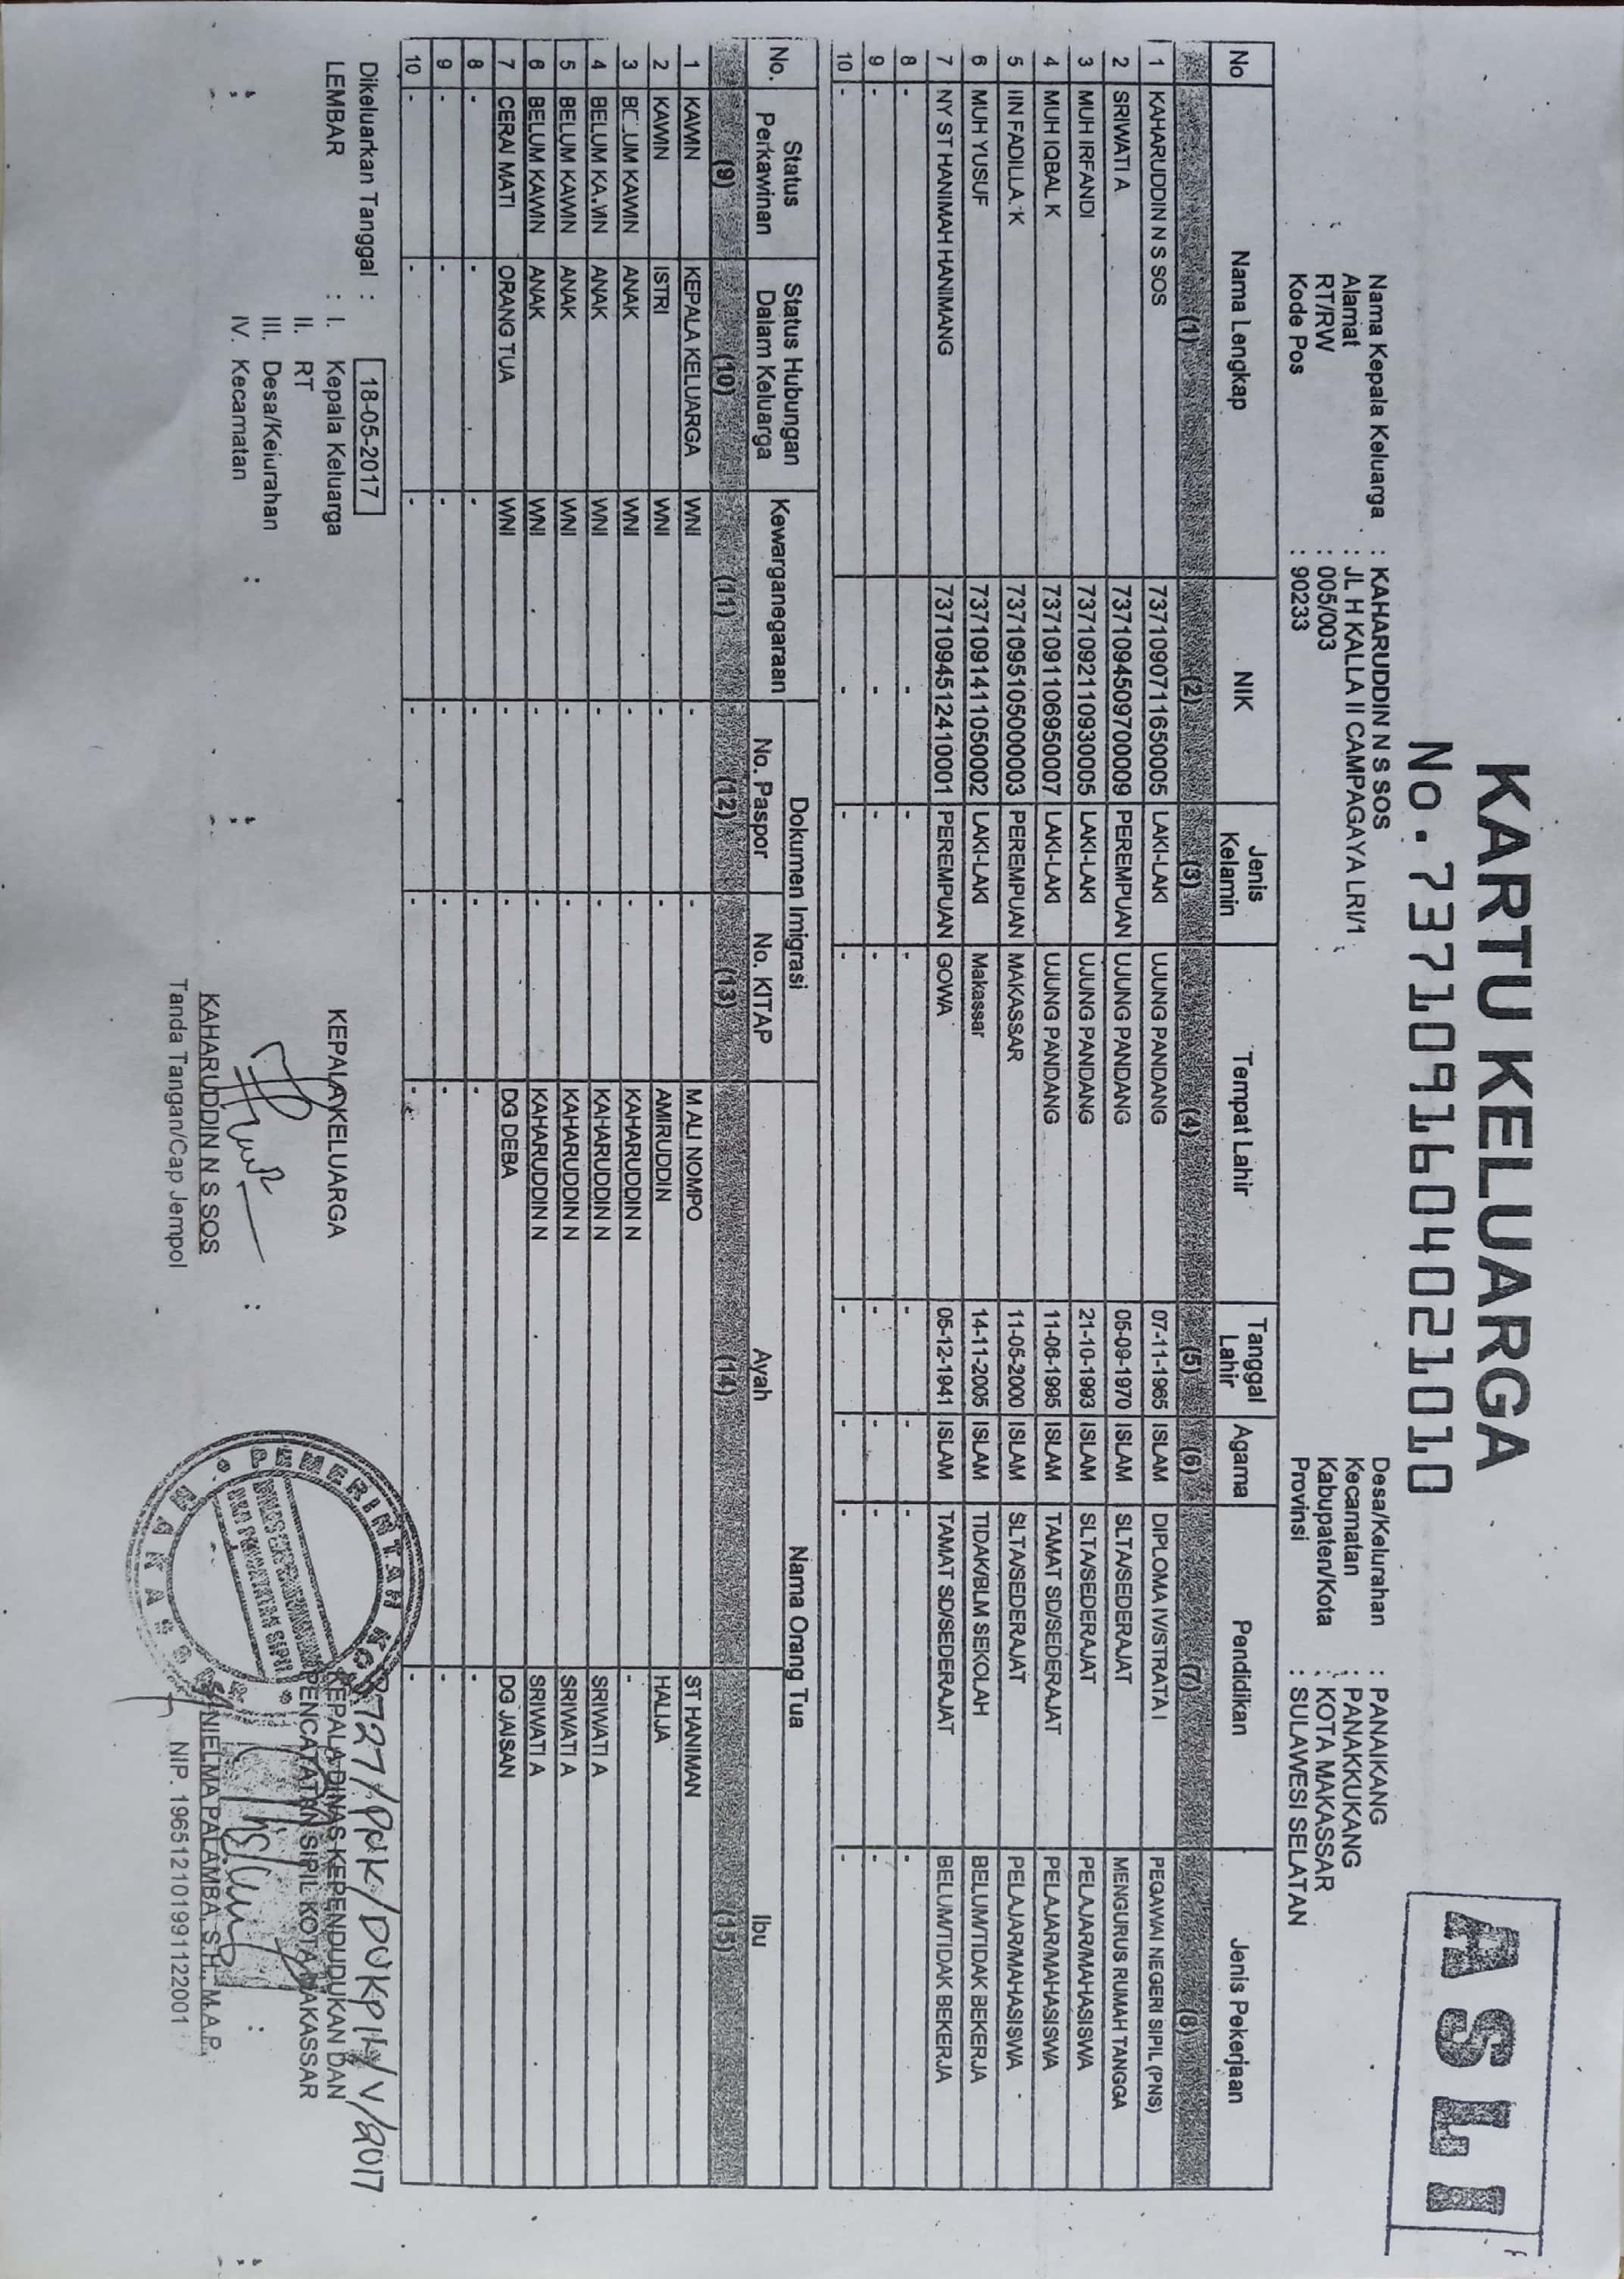 KARTU KELUARGA
No. 7371091604021010
ASLI
Nama Kepala Keluarga : KAHARUDDIN N S SOS
Alamat : JL H KALLA II CAMPAGAYA LRI/1
RT/RW : 005/003
Kode Pos : 90233
Desa/Kelurahan : PANAIKANG
Kecamatan : PANAKKUKANG
Kabupaten/Kota : KOTA MAKASSAR
Provinsi : SULAWESI SELATAN
No Nama Lengkap NIK Jenis Kelamin Tempat Lahir Tanggal Lahir Agama Pendidikan Jenis Pekerjaan
(1) (2) (3) (4) (5) (6) (7) (8)
1 KAHARUDDIN N S SOS 7371090711650005 LAKI-LAKI UJUNG PANDANG 07-11-1965 ISLAM DIPLOMA IV/STRATA I PEGAWAI NEGERI SIPIL (PNS)
2 SRIWATI A 7371094509700009 PEREMPUAN UJUNG PANDANG 05-09-1970 ISLAM SLTA/SEDERAJAT MENGURUS RUMAH TANGGA
3 MUH IRFANDI 7371092110930005 LAKI-LAKI UJUNG PANDANG 21-10-1993 ISLAM SLTA/SEDERAJAT PELAJAR/MAHASISWA
4 MUH IQBAL K 7371091106950007 LAKI-LAKI UJUNG PANDANG 11-06-1995 ISLAM TAMAT SD/SEDERAJAT PELAJAR/MAHASISWA
5 IIN FADILLA K 7371095105000003 PEREMPUAN MAKASSAR 11-05-2000 ISLAM SLTA/SEDERAJAT PELAJAR/MAHASISWA
6 MUH YUSUF 7371091411050002 LAKI-LAKI Makassar 14-11-2005 ISLAM TIDAK/BLM SEKOLAH BELUM/TIDAK BEKERJA
7 NY ST HANIMAH HANIMANG 7371094512410001 PEREMPUAN GOWA 05-12-1941 ISLAM TAMAT SD/SEDERAJAT BELUM/TIDAK BEKERJA
8 - - - - - - - -
9 - - - - - - - -
10 - - - - - - - -
No. Status Perkawinan Status Hubungan Dalam Keluarga Kewarganegaraan Dokumen Imigrasi Nama Orang Tua
No. Paspor No. KITAP Ayah Ibu
(9) (10) (11) (12) (13) (14) (15)
1 KAWIN KEPALA KELUARGA WNI - - M ALI NOMPO ST HANIMAN
2 KAWIN ISTRI WNI - - AMIRUDDIN HALIJA
3 BELUM KAWIN ANAK WNI - - KAHARUDDIN N -
4 BELUM KAWIN ANAK WNI - - KAHARUDDIN N SRIWATI A
5 BELUM KAWIN ANAK WNI - - KAHARUDDIN N SRIWATI A
6 BELUM KAWIN ANAK WNI - - KAHARUDDIN N SRIWATI A
7 CERAI MATI ORANG TUA WNI - - DG DEBA DG JAISAN
8 - - - - - - -
9 - - - - - - -
10 - - - - - - -
Dikeluarkan Tanggal : 18-05-2017
LEMBAR : I. Kepala Keluarga
II. RT
III. Desa/Kelurahan
IV. Kecamatan
KEPALA KELUARGA
KAHARUDDIN N S SOS
Tanda Tangan/Cap Jempol
727/PNK/DUKPIL/V/2017
KEPALA DINAS KEPENDUDUKAN DAN
PENCATATAN SIPIL KOTA MAKASSAR
NIELMA PALAMBA, S.H., M.A.P.
NIP. 196512101991122001
PEMERINTAH KOTA
MAKASSAR
DAN PENCATATAN SIPIL